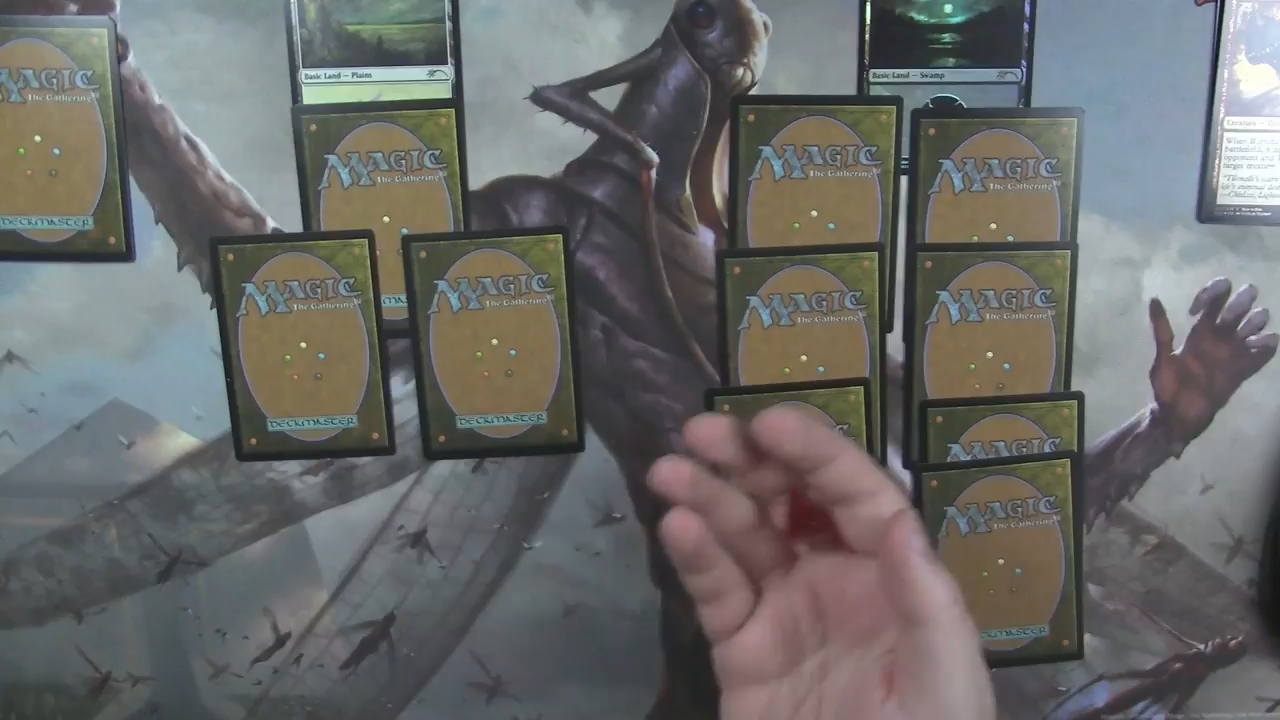 Basic Land — Plains
Basic Land — Swamp
MAGIC
The Gathering
DECKMASTER
MAGIC
The Gathering
MAGIC
The Gathering
MAGIC
The Gathering
MAGIC
The Gathering
DECKMASTER
MAGIC
The Gathering
DECKMASTER
MAGIC
The Gathering
MAGIC
The Gathering
MAGIC
MAGIC
The Gathering
DECKMASTER